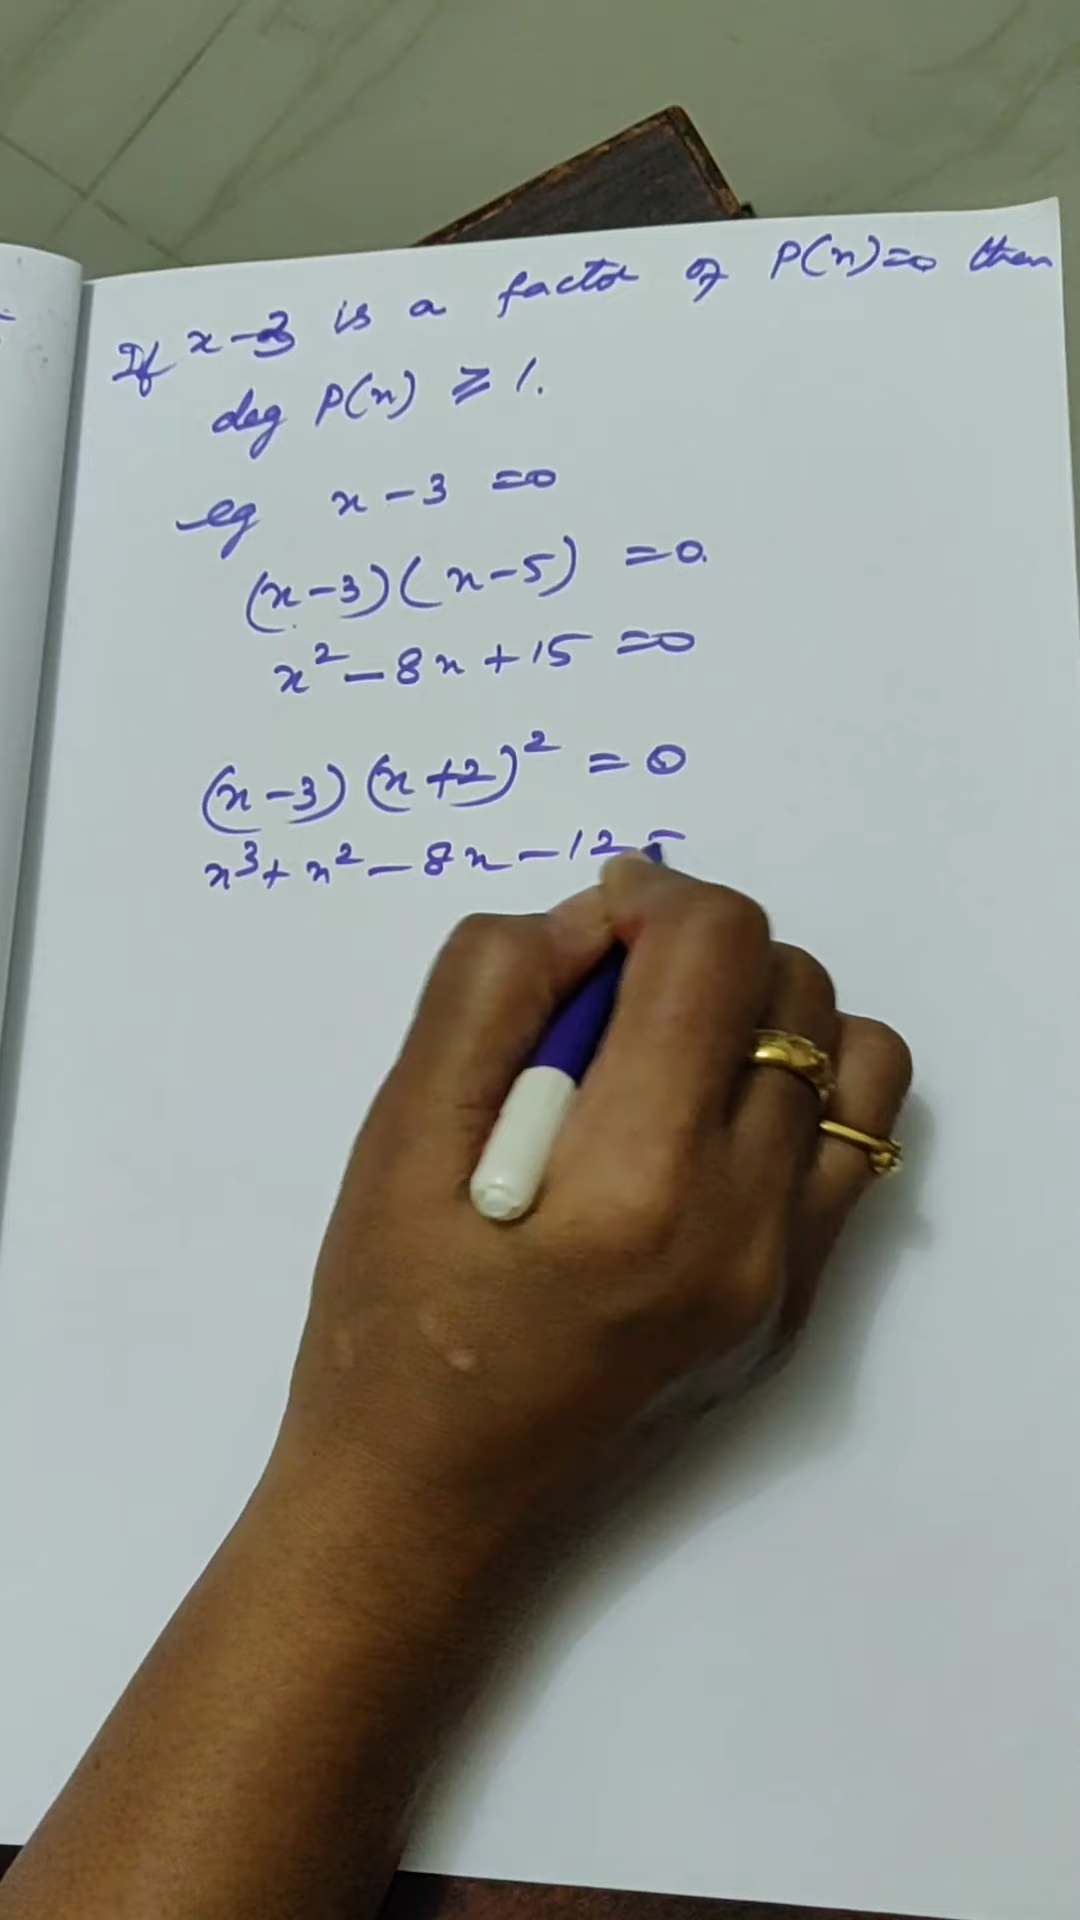 If x-3 is a factor of P(x)=0 then
deg P(x) ≥ 1.
eg x-3 =0
(x-3)(x-5) =0.
x²-8x+15 =0
(x-3)(x+2)² = 0
x³+x²-8x-12